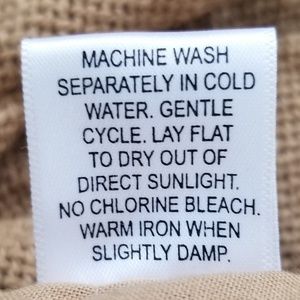 MACHINE WASH
SEPARATELY IN COLD
WATER. GENTLE
CYCLE. LAY FLAT
TO DRY OUT OF
DIRECT SUNLIGHT.
NO CHLORINE BLEACH.
WARM IRON WHEN
SLIGHTLY DAMP.